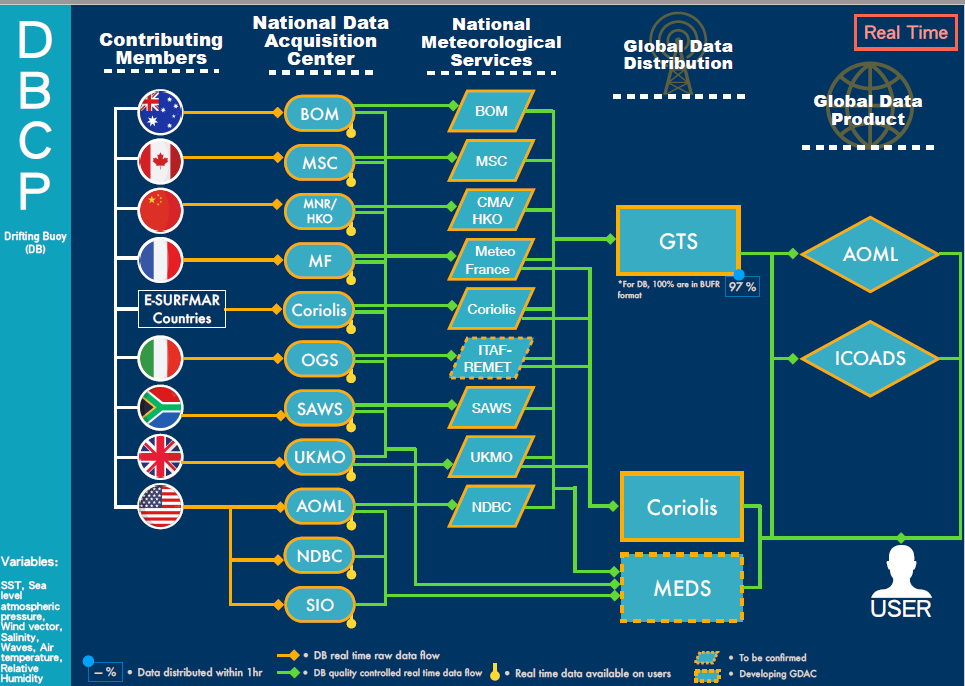 D
B
C
P
Drifting Buoy
(DB)
Variables:
SST, Sea
level
atmospheric
pressure,
Wind vector,
Salinity,
Waves, Air
temperature,
Relative
Humidity
Contributing
Members
E-SURFMAR
Countries
National Data
Acquisition
Center
BOM
MSC
MNR/
HKO
MF
Coriolis
OGS
SAWS
UKMO
AOML
NDBC
SIO
National
Meteorological
Services
BOM
MSC
CMA/
HKO
Meteo
France
Coriolis
ITAF-
REMET
SAWS
UKMO
NDBC
Global Data
Distribution
GTS
*For DB, 100% are in BUFR
format
97 %
Coriolis
MEDS
Real Time
Global Data
Product
AOML
ICOADS
USER
– % • Data distributed within 1hr
• DB real time raw data flow
• DB quality controlled real time data flow
• Real time data available on users
• To be confirmed
• Developing GDAC